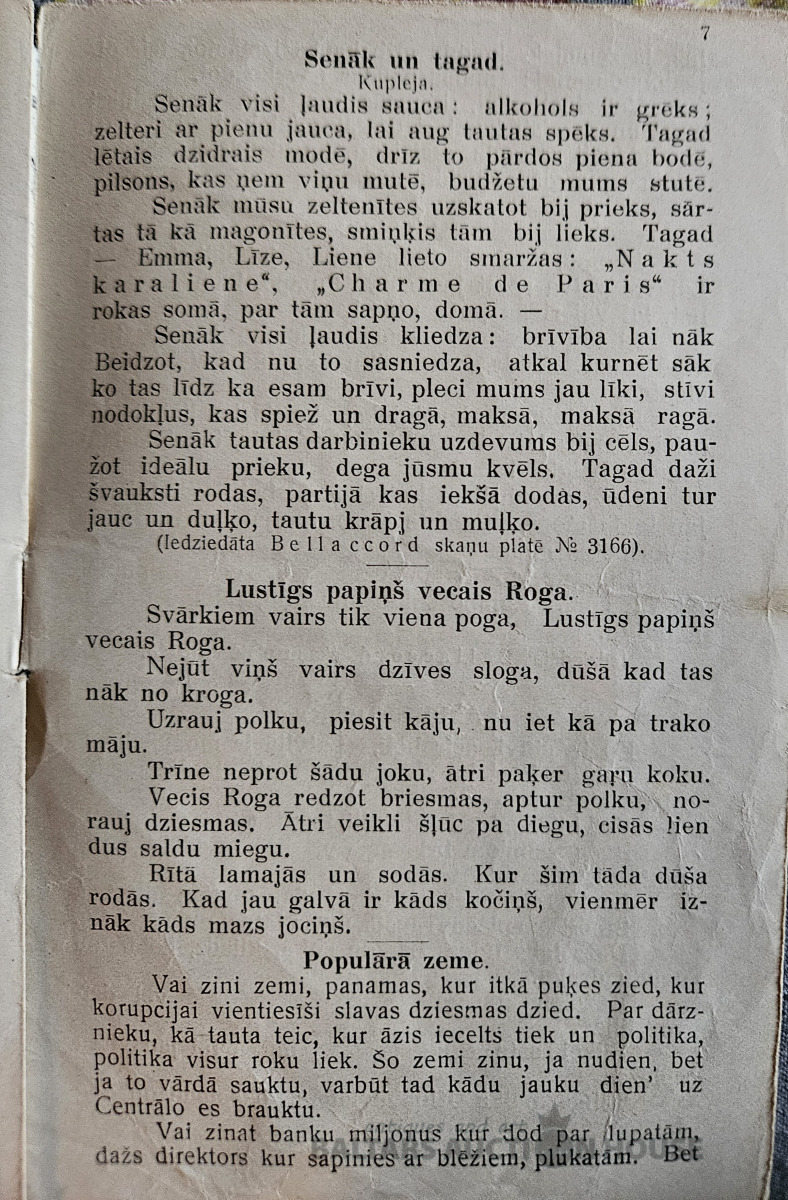 7
Senāk un tagad.
Kupleja.
Senāk visi ļaudis sauca: alkohols ir grēks;
zelteri ar pienu jauca, lai aug tautas spēks. Tagad
lētais dzidrais modē, drīz to pārdos piena bodē,
pilsons, kas ņem viņu mutē, budžetu mums stutē.
Senāk mūsu zeltenītes uzskatot bij prieks, sār-
tas tā kā magonītes, smiņķis tām bij lieks. Tagad
— Emma, Līze, Liene lieto smaržas: „Nakts
karaliene“, „Charme de Paris“ ir
rokas somā, par tām sapņo, domā. —
Senāk visi ļaudis kliedza: brīvība lai nāk
Beidzot, kad nu to sasniedza, atkal kurnēt sāk
ko tas līdz ka esam brīvi, pleci mums jau līki, stīvi
nodokļus, kas spiež un dragā, maksā, maksā ragā.
Senāk tautas darbinieku uzdevums bij cēls, pau-
žot ideālu prieku, dega jūsmu kvēls. Tagad daži
švauksti rodas, partijā kas iekšā dodas, ūdeni tur
jauc un duļķo, tautu krāpj un muļķo.
(Iedziedāta Bellaccord skaņu platē № 3166).
Lustīgs papiņš vecais Roga.
Svārkiem vairs tik viena poga, Lustīgs papiņš
vecais Roga.
Nejūt viņš vairs dzīves sloga, dūšā kad tas
nāk no kroga.
Uzrauj polku, piesit kāju, nu iet kā pa trako
māju.
Trīne neprot šādu joku, ātri paķer gaŗu koku.
Vecis Roga redzot briesmas, aptur polku, no-
rauj dziesmas. Ātri veikli šļūc pa diegu, cisās lien
dus saldu miegu.
Rītā lamajās un sodās. Kur šim tāda dūša
rodās. Kad jau galvā ir kāds kočiņš, vienmēr iz-
nāk kāds mazs jociņš.
Populārā zeme.
Vai zini zemi, panamas, kur itkā puķes zied, kur
korupcijai vientiesīši slavas dziesmas dzied. Par dārz-
nieku, kā tauta teic, kur āzis iecelts tiek un politika,
politika visur roku liek. Šo zemi zinu, ja nudien, bet
ja to vārdā sauktu, varbūt tad kādu jauku dien’ uz
Centrālo es brauktu.
Vai zinat banku miljonus kur dod par lupatām,
dažs direktors kur sapinies ar blēžiem, plukatām. Bet